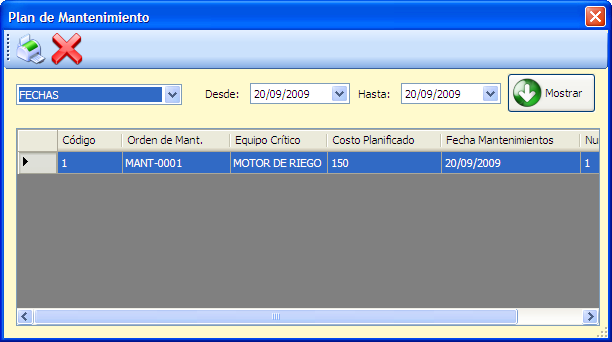 Plan de Mantenimiento
FECHAS Desde: 20/09/2009 Hasta: 20/09/2009 Mostrar
Código Orden de Mant. Equipo Crítico Costo Planificado Fecha Mantenimientos Nu
1 MANT-0001 MOTOR DE RIEGO 150 20/09/2009 1